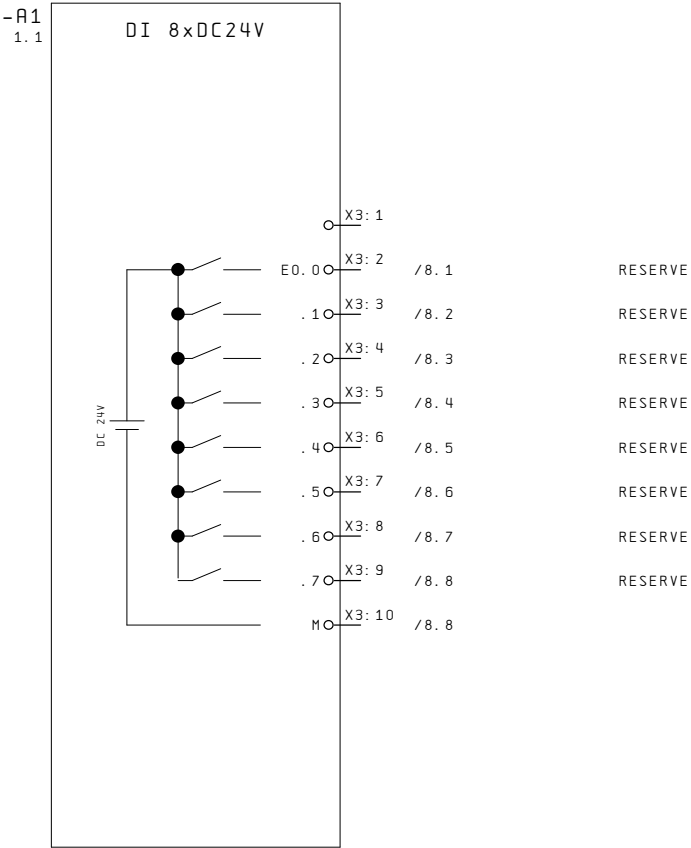 -A1
1.1
DI 8xDC24V
X3:1
E0.0 X3:2 /8.1 RESERVE
.1 X3:3 /8.2 RESERVE
.2 X3:4 /8.3 RESERVE
.3 X3:5 /8.4 RESERVE
DC 24V
.4 X3:6 /8.5 RESERVE
.5 X3:7 /8.6 RESERVE
.6 X3:8 /8.7 RESERVE
.7 X3:9 /8.8 RESERVE
M X3:10 /8.8